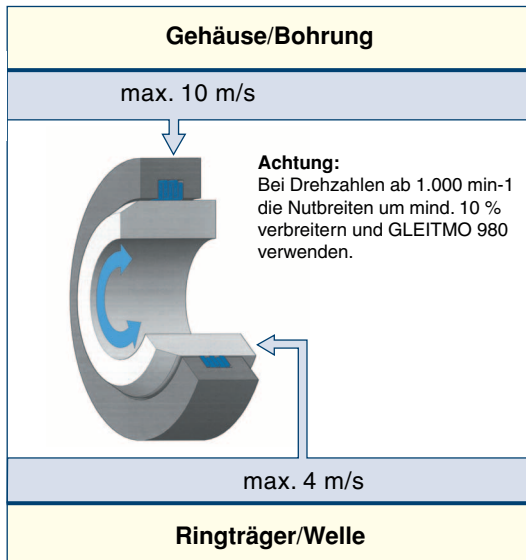 Gehäuse/Bohrung
max. 10 m/s
Achtung:
Bei Drehzahlen ab 1.000 min-1
die Nutbreiten um mind. 10 %
verbreitern und GLEITMO 980
verwenden.
max. 4 m/s
Ringträger/Welle